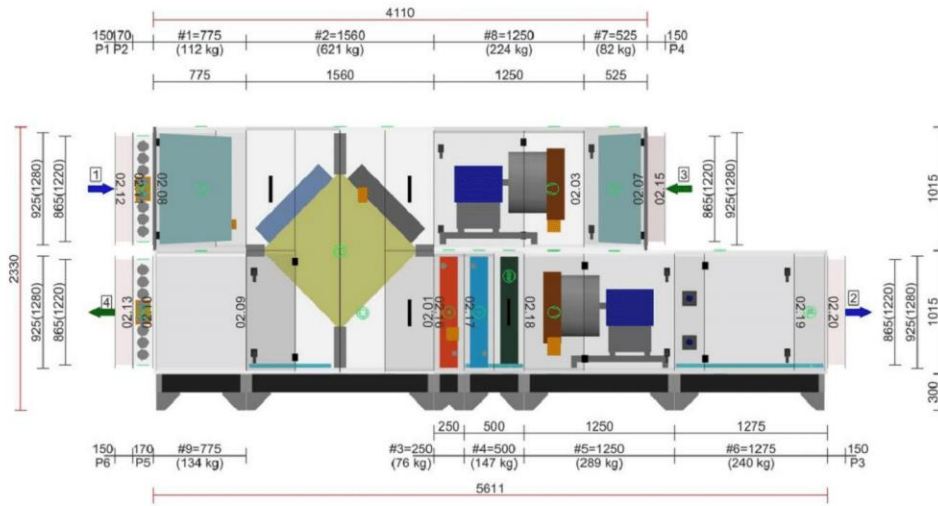 4110
150 170 #1=775 #2=1560 #8=1250 #7=525 150
P1 P2 (112 kg) (621 kg) (224 kg) (82 kg) P4
775 1560 1250 525
925(1280) 865(1220) 1 02.12 02.08 02.03 02.07 02.15 3 865(1220) 925(1280) 1015
2330
925(1280) 865(1220) 4 02.13 02.09 02.01 02.17 02.18 02.19 02.20 2 865(1220) 925(1280) 1015
300
250 500 1250 1275
150 170 #9=775 #3=250 #4=500 #5=1250 #6=1275 150
P6 P5 (134 kg) (76 kg) (147 kg) (289 kg) (240 kg) P3
5611